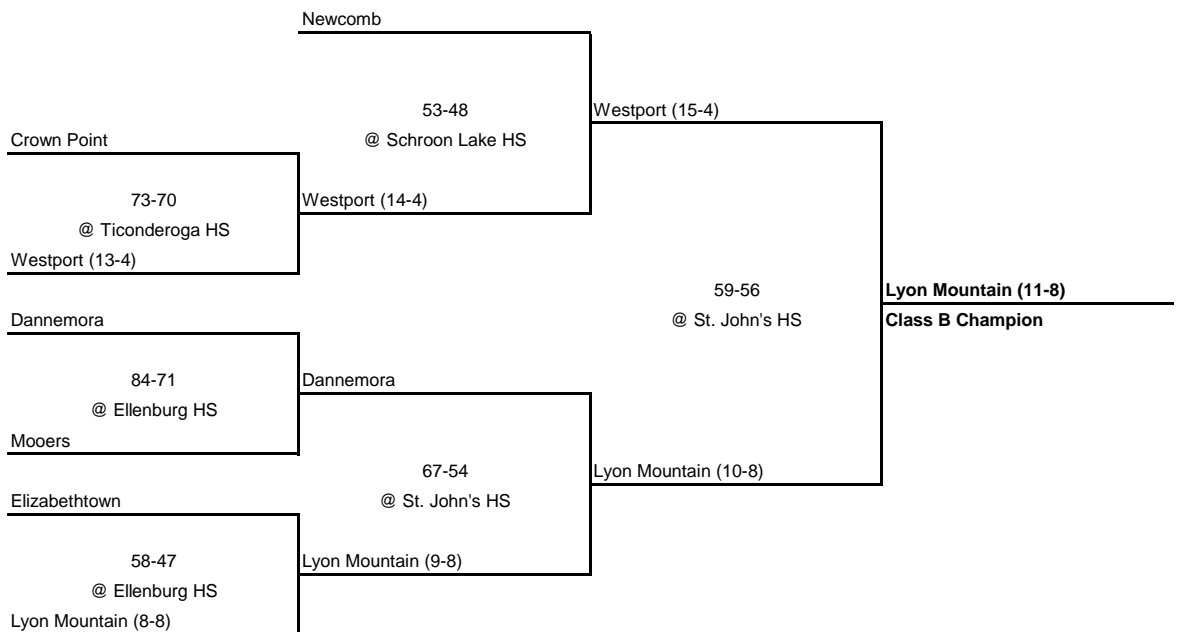 Newcomb
53-48
Westport (15-4)
Crown Point
@ Schroon Lake HS
73-70
Westport (14-4)
@ Ticonderoga HS
Westport (13-4)
59-56
Lyon Mountain (11-8)
Dannemora
@ St. John's HS
Class B Champion
84-71
Dannemora
@ Ellenburg HS
Mooers
67-54
Lyon Mountain (10-8)
Elizabethtown
@ St. John's HS
58-47
Lyon Mountain (9-8)
@ Ellenburg HS
Lyon Mountain (8-8)